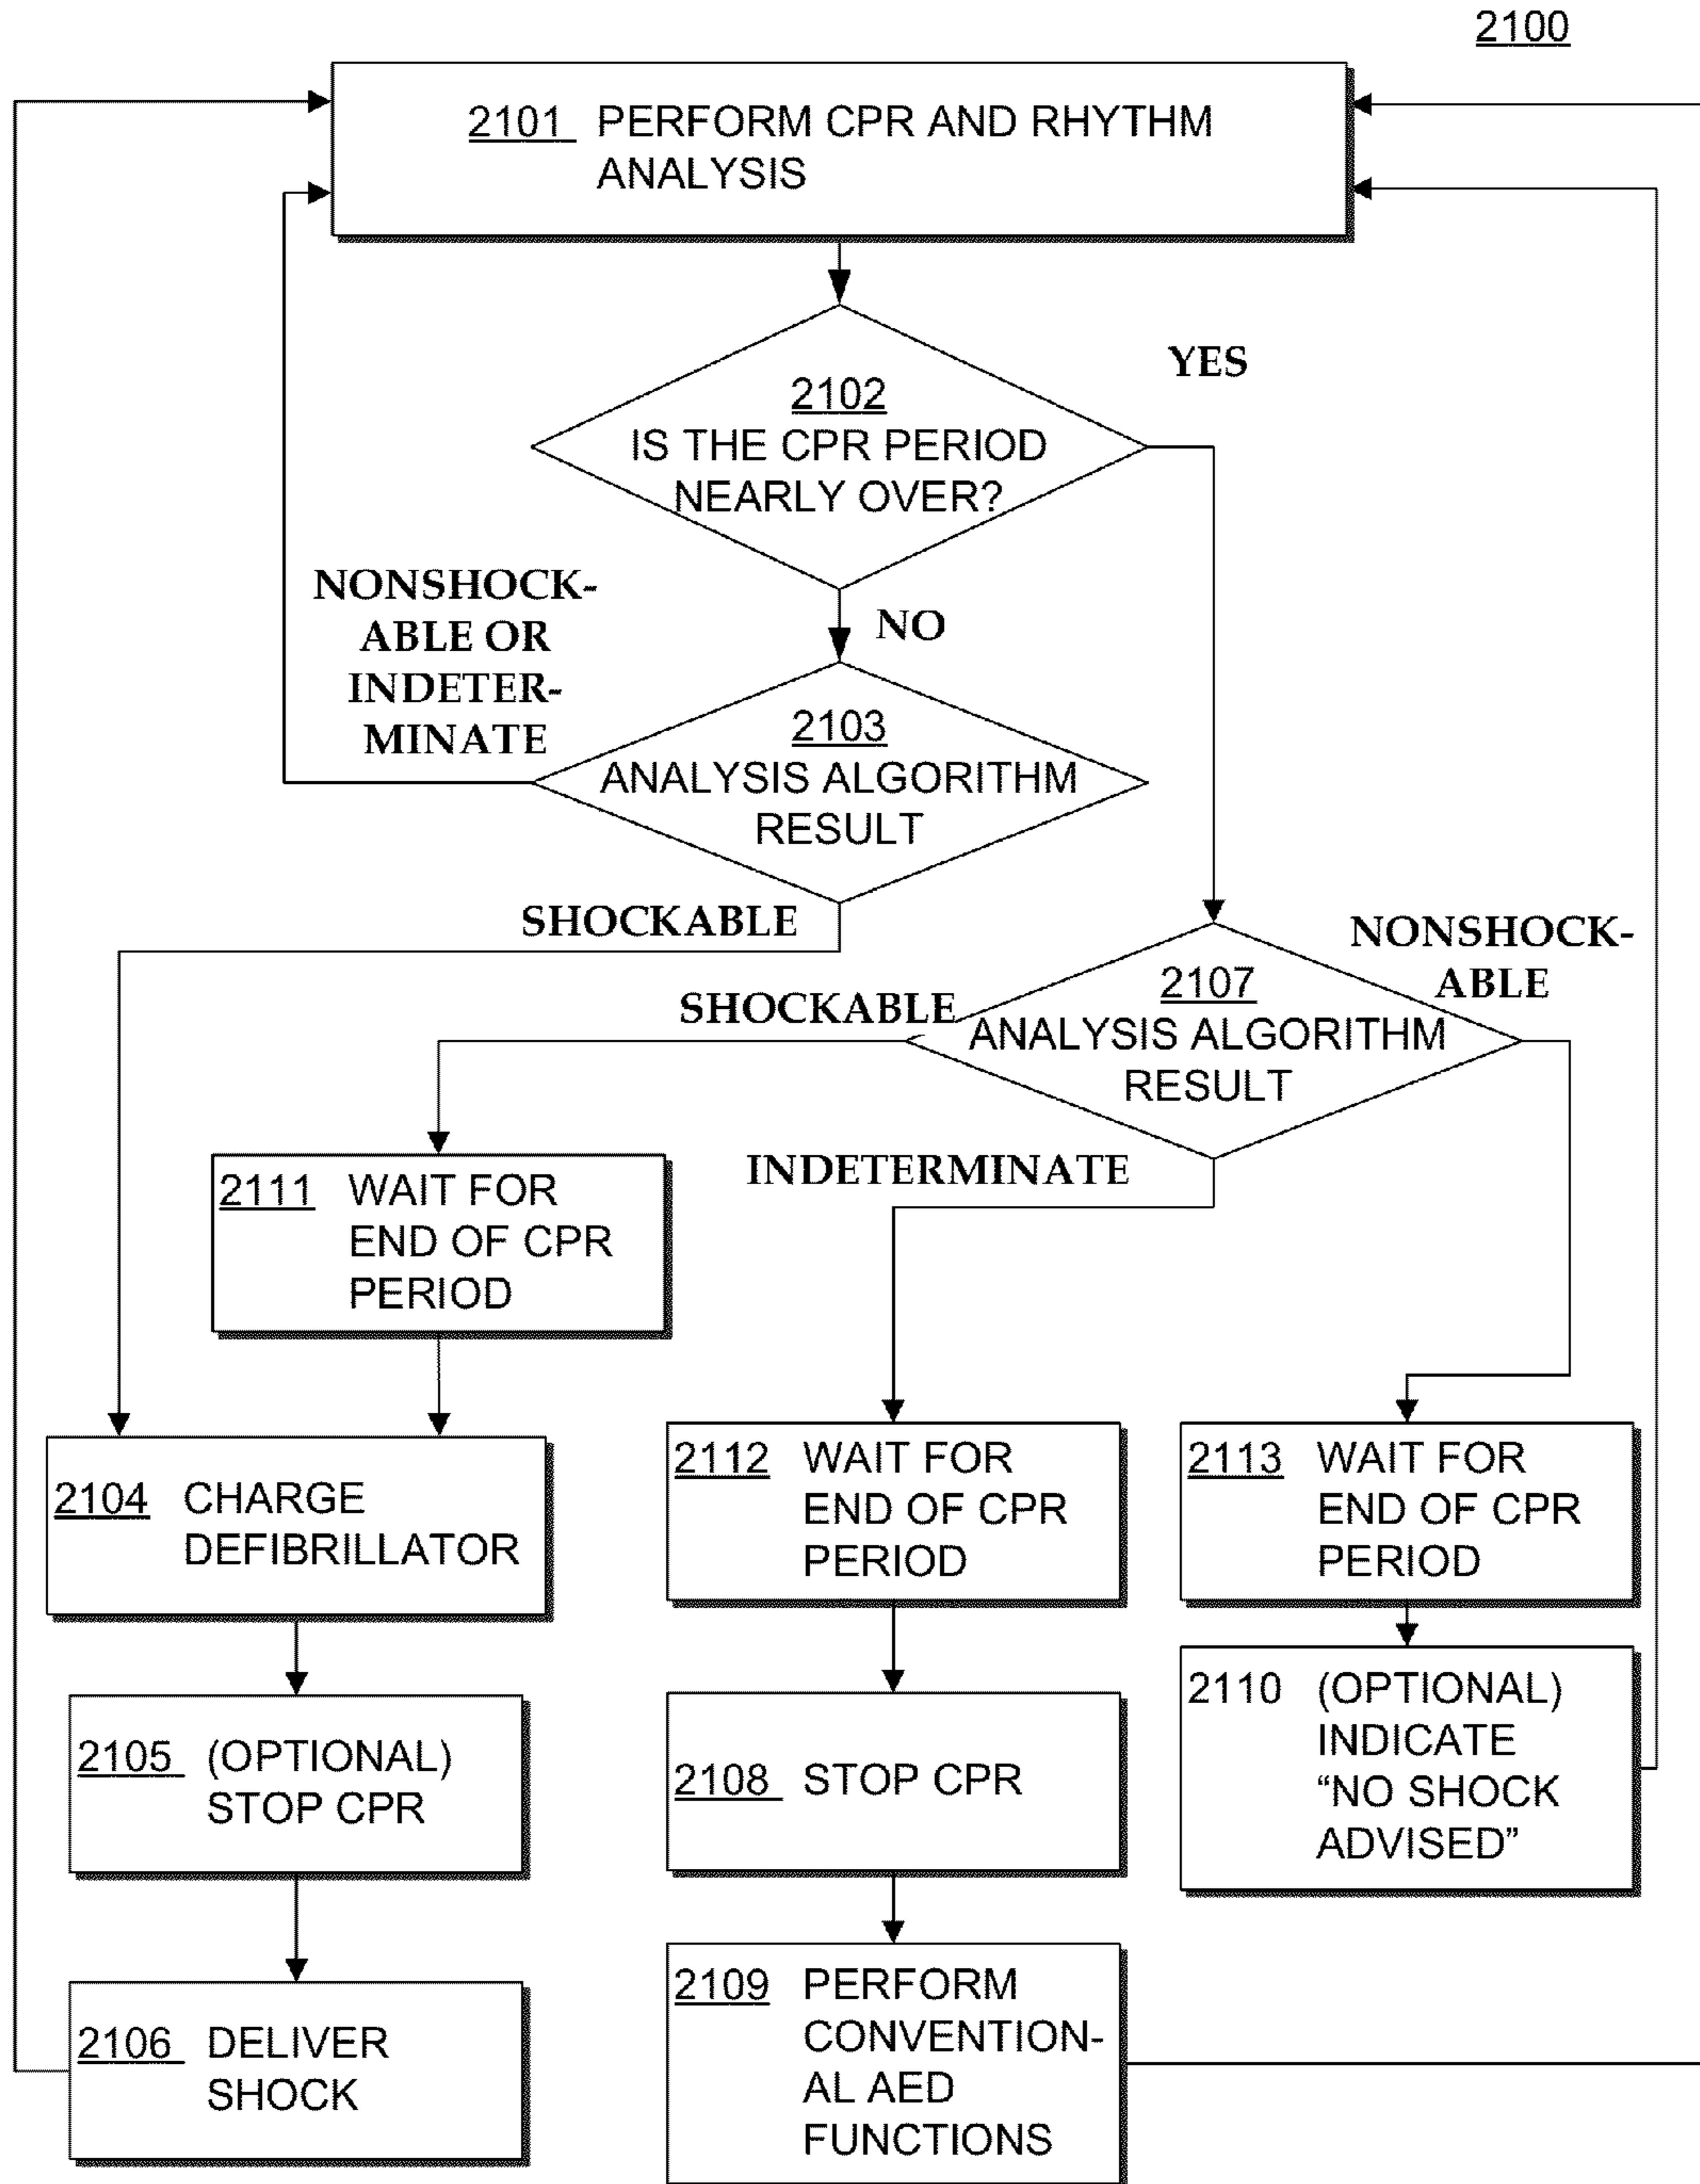 2100
2101 PERFORM CPR AND RHYTHM
ANALYSIS
YES
2102
IS THE CPR PERIOD
NEARLY OVER?
NONSHOCK-
ABLE OR
INDETER-
MINATE
NO
2103
ANALYSIS ALGORITHM
RESULT
SHOCKABLE
NONSHOCK-
ABLE
2107
ANALYSIS ALGORITHM
RESULT
SHOCKABLE
INDETERMINATE
2111 WAIT FOR
END OF CPR
PERIOD
2104 CHARGE
DEFIBRILLATOR
2112 WAIT FOR
END OF CPR
PERIOD
2113 WAIT FOR
END OF CPR
PERIOD
2105 (OPTIONAL)
STOP CPR
2108 STOP CPR
2110 (OPTIONAL)
INDICATE
“NO SHOCK
ADVISED”
2106 DELIVER
SHOCK
2109 PERFORM
CONVENTION-
AL AED
FUNCTIONS